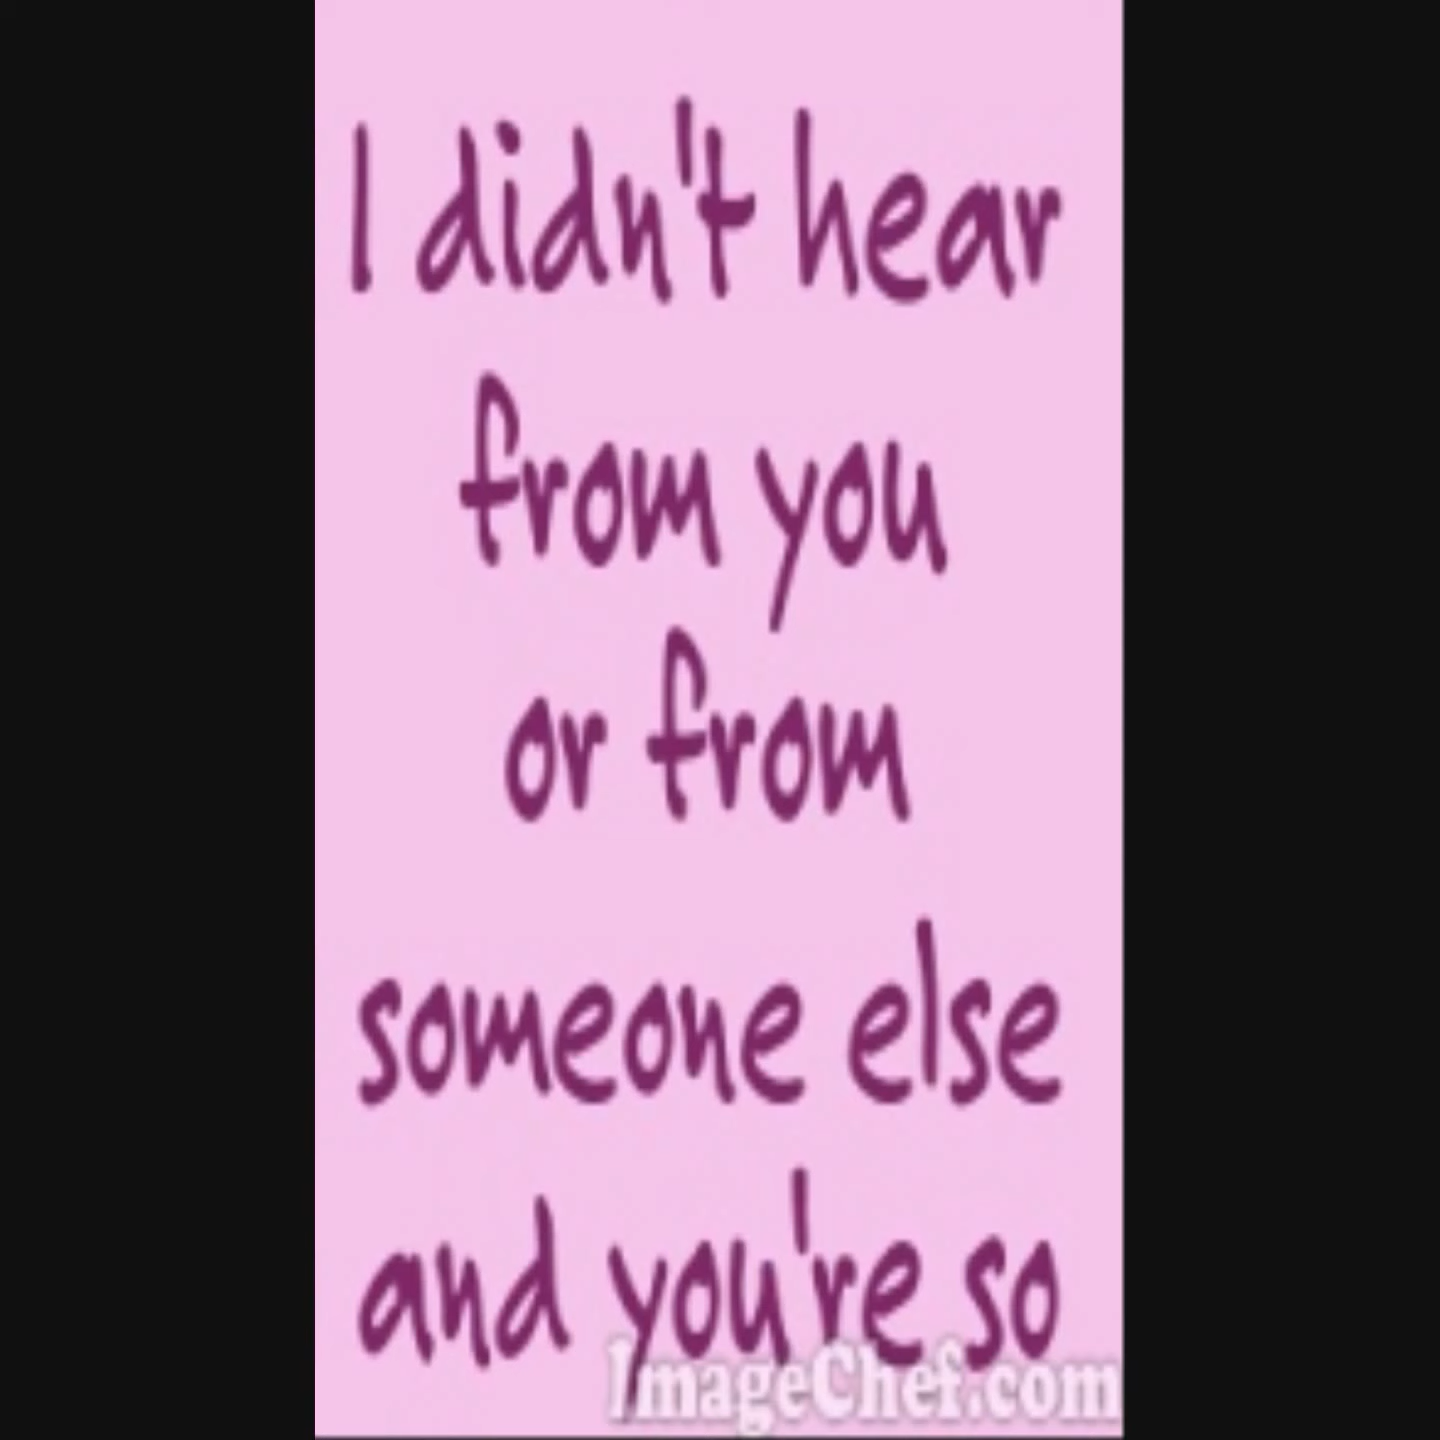 I didn't hear
from you
or from
someone else
and you're so
ImageChef.com